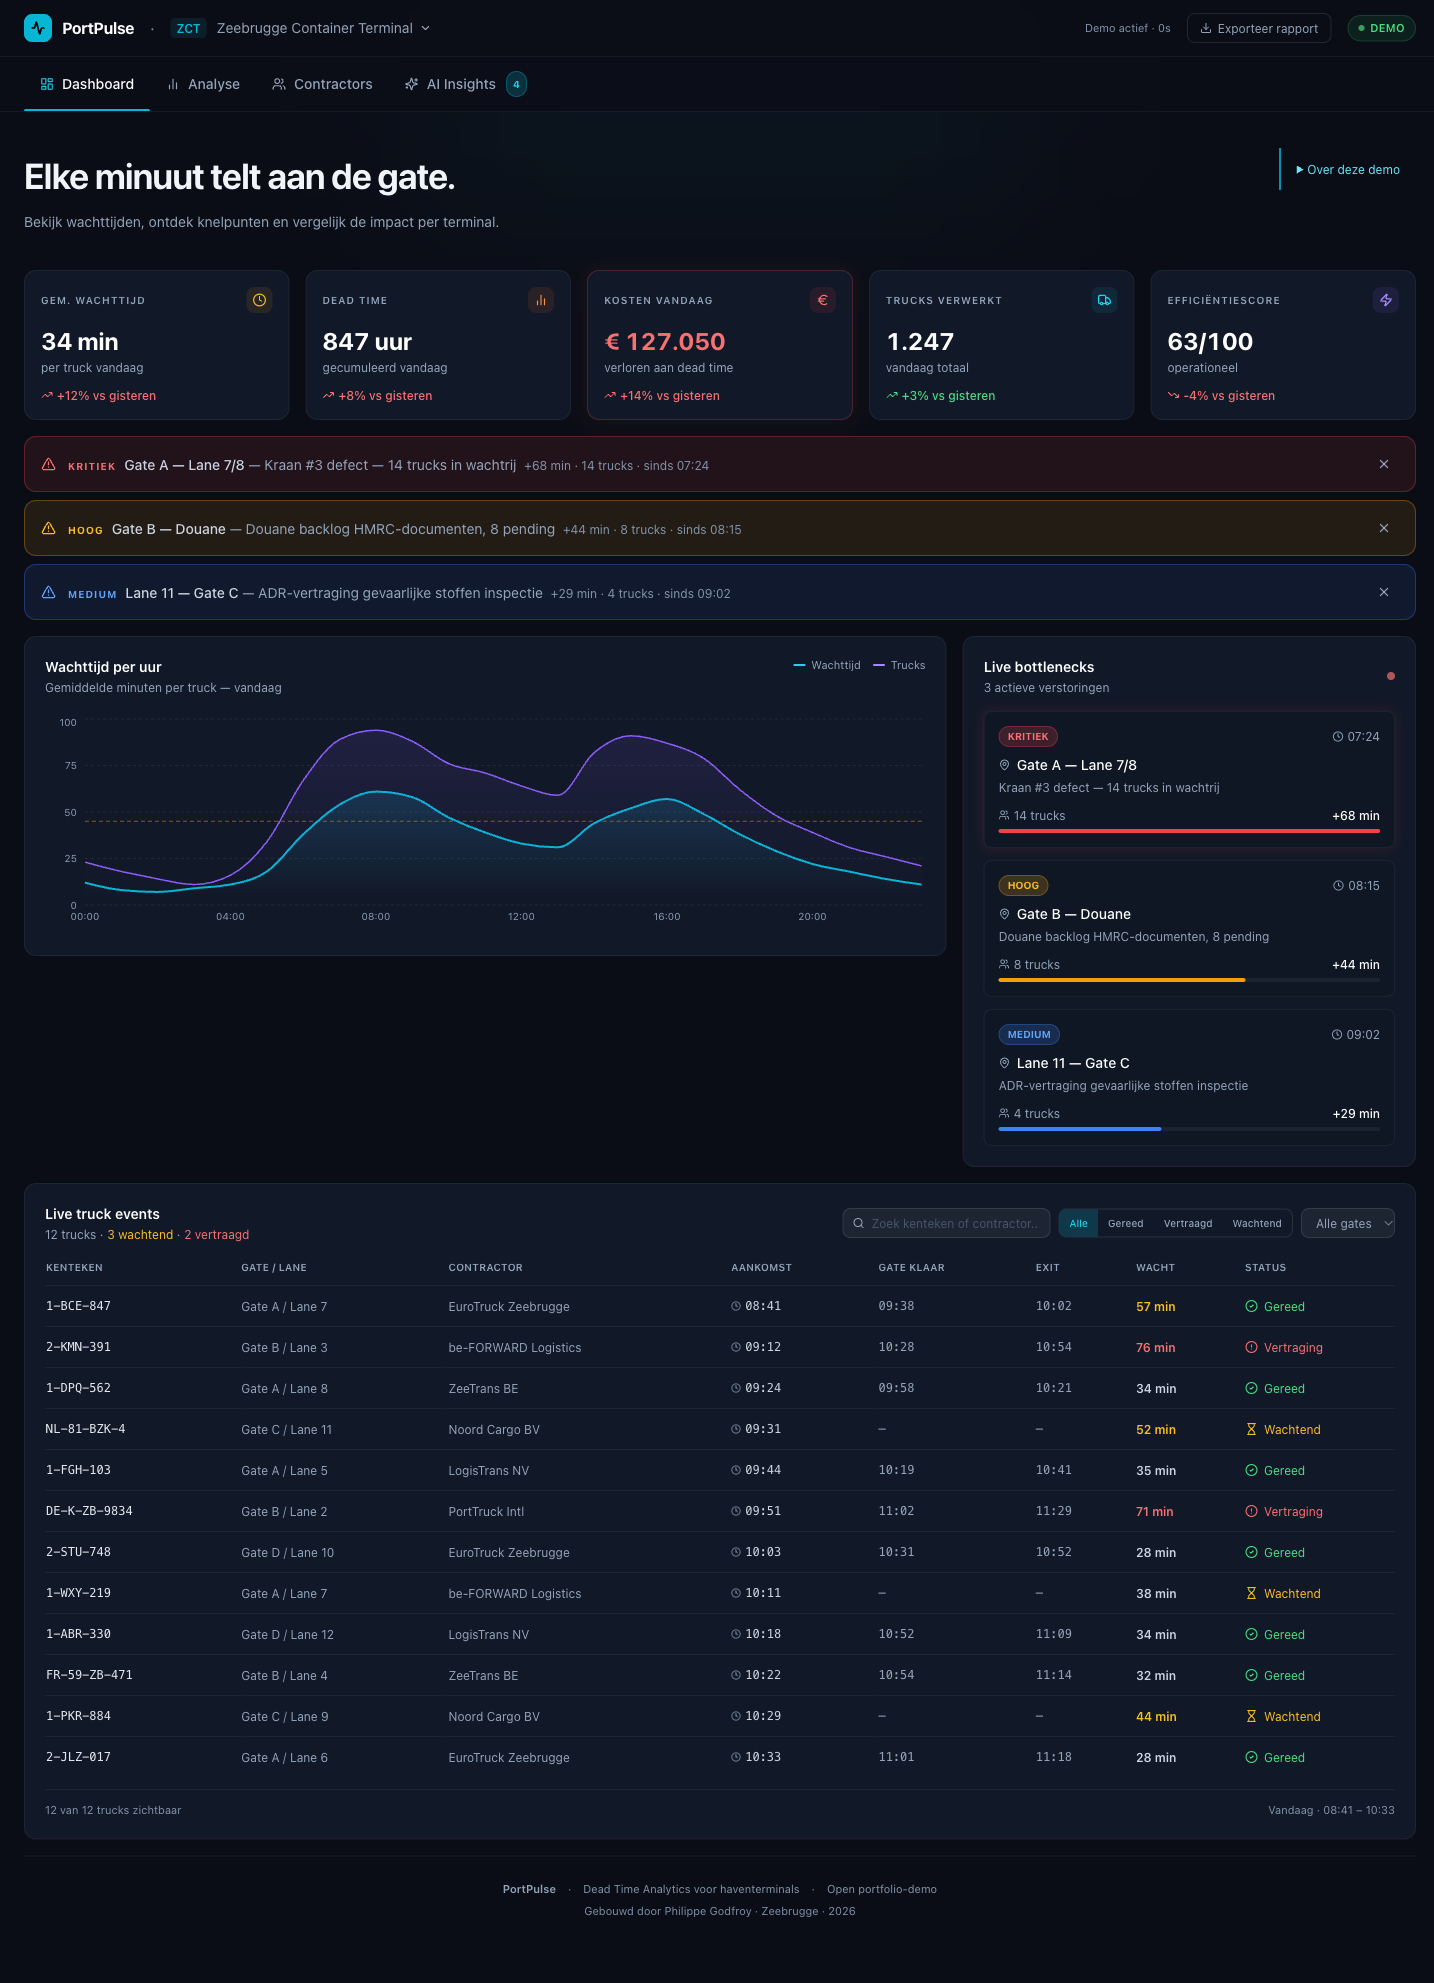 PortPulse · ZCT Zeebrugge Container Terminal
Demo actief · 0s Exporteer rapport DEMO
Dashboard Analyse Contractors AI Insights 4
Elke minuut telt aan de gate.
Over deze demo
Bekijk wachttijden, ontdek knelpunten en vergelijk de impact per terminal.
GEM. WACHTTIJD
34 min
per truck vandaag
+12% vs gisteren
DEAD TIME
847 uur
gecumuleerd vandaag
+8% vs gisteren
KOSTEN VANDAAG
€ 127.050
verloren aan dead time
+14% vs gisteren
TRUCKS VERWERKT
1.247
vandaag totaal
+3% vs gisteren
EFFICIËNTIESCORE
63/100
operationeel
-4% vs gisteren
KRITIEK Gate A — Lane 7/8 — Kraan #3 defect — 14 trucks in wachtrij +68 min · 14 trucks · sinds 07:24
HOOG Gate B — Douane — Douane backlog HMRC-documenten, 8 pending +44 min · 8 trucks · sinds 08:15
MEDIUM Lane 11 — Gate C — ADR-vertraging gevaarlijke stoffen inspectie +29 min · 4 trucks · sinds 09:02
Wachttijd per uur
Gemiddelde minuten per truck — vandaag
Wachttijd Trucks
100
75
50
25
0
00:00 04:00 08:00 12:00 16:00 20:00
Live bottlenecks
3 actieve verstoringen
KRITIEK 07:24
Gate A — Lane 7/8
Kraan #3 defect — 14 trucks in wachtrij
14 trucks +68 min
HOOG 08:15
Gate B — Douane
Douane backlog HMRC-documenten, 8 pending
8 trucks +44 min
MEDIUM 09:02
Lane 11 — Gate C
ADR-vertraging gevaarlijke stoffen inspectie
4 trucks +29 min
Live truck events
12 trucks · 3 wachtend · 2 vertraagd
Zoek kenteken of contractor.. Alle Gereed Vertraagd Wachtend Alle gates
KENTEKEN GATE / LANE CONTRACTOR AANKOMST GATE KLAAR EXIT WACHT STATUS
1-BCE-847 Gate A / Lane 7 EuroTruck Zeebrugge 08:41 09:38 10:02 57 min Gereed
2-KMN-391 Gate B / Lane 3 be-FORWARD Logistics 09:12 10:28 10:54 76 min Vertraging
1-DPQ-562 Gate A / Lane 8 ZeeTrans BE 09:24 09:58 10:21 34 min Gereed
NL-81-BZK-4 Gate C / Lane 11 Noord Cargo BV 09:31 — — 52 min Wachtend
1-FGH-103 Gate A / Lane 5 LogisTrans NV 09:44 10:19 10:41 35 min Gereed
DE-K-ZB-9834 Gate B / Lane 2 PortTruck Intl 09:51 11:02 11:29 71 min Vertraging
2-STU-748 Gate D / Lane 10 EuroTruck Zeebrugge 10:03 10:31 10:52 28 min Gereed
1-WXY-219 Gate A / Lane 7 be-FORWARD Logistics 10:11 — — 38 min Wachtend
1-ABR-330 Gate D / Lane 12 LogisTrans NV 10:18 10:52 11:09 34 min Gereed
FR-59-ZB-471 Gate B / Lane 4 ZeeTrans BE 10:22 10:54 11:14 32 min Gereed
1-PKR-884 Gate C / Lane 9 Noord Cargo BV 10:29 — — 44 min Wachtend
2-JLZ-017 Gate A / Lane 6 EuroTruck Zeebrugge 10:33 11:01 11:18 28 min Gereed
12 van 12 trucks zichtbaar
Vandaag · 08:41 – 10:33
PortPulse · Dead Time Analytics voor haventerminals · Open portfolio-demo
Gebouwd door Philippe Godfroy · Zeebrugge · 2026